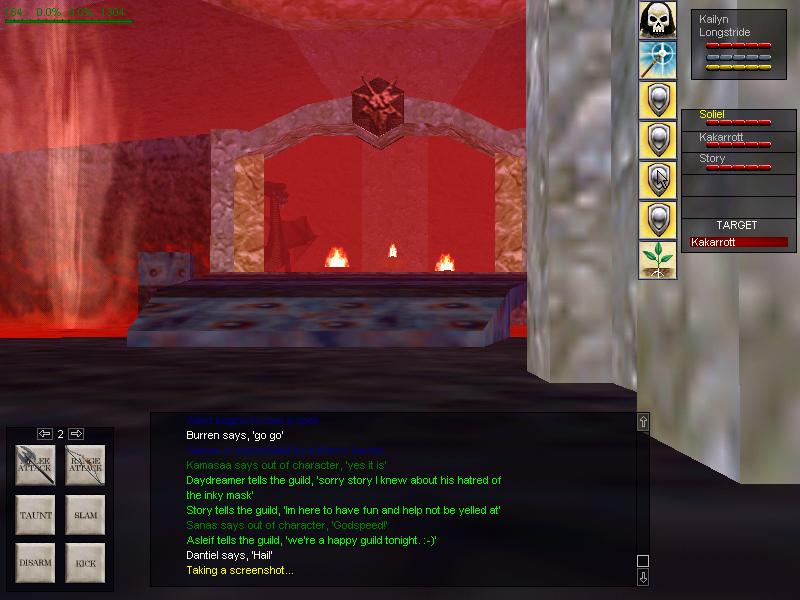 Kailyn
Longstride
Soliel
Kakarrott
Story
TARGET
Kakarrott
2
MELEE ATTACK
RANGE ATTACK
TAUNT
SLAM
DISARM
KICK
Burren says, 'go go'
Kamasaa says out of character, 'yes it is'
Daydreamer tells the guild, 'sorry story I knew about his hatred of
the inky mask'
Story tells the guild, 'Im here to have fun and help not be yelled at'
Sanas says out of character, 'Godspeed!'
Asleif tells the guild, 'we're a happy guild tonight. :-)'
Dantiel says, 'Hail'
Taking a screenshot...